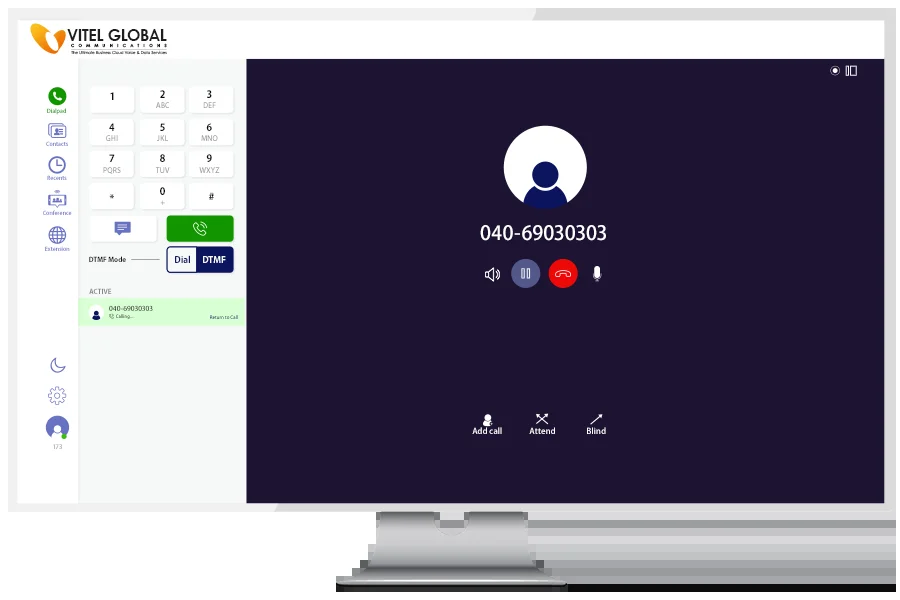 VITEL GLOBAL
COMMUNICATIONS
The Ultimate Business Cloud Voice & Data Services
Dialpad
Contacts
Recents
Conference
Extension
173
1
2
ABC
3
DEF
4
GHI
5
JKL
6
MNO
7
PQRS
8
TUV
9
WXYZ
*
0
+
#
DTMF Mode
Dial
DTMF
ACTIVE
040-69030303
Calling...
Return to Call
040-69030303
Add call
Attend
Blind